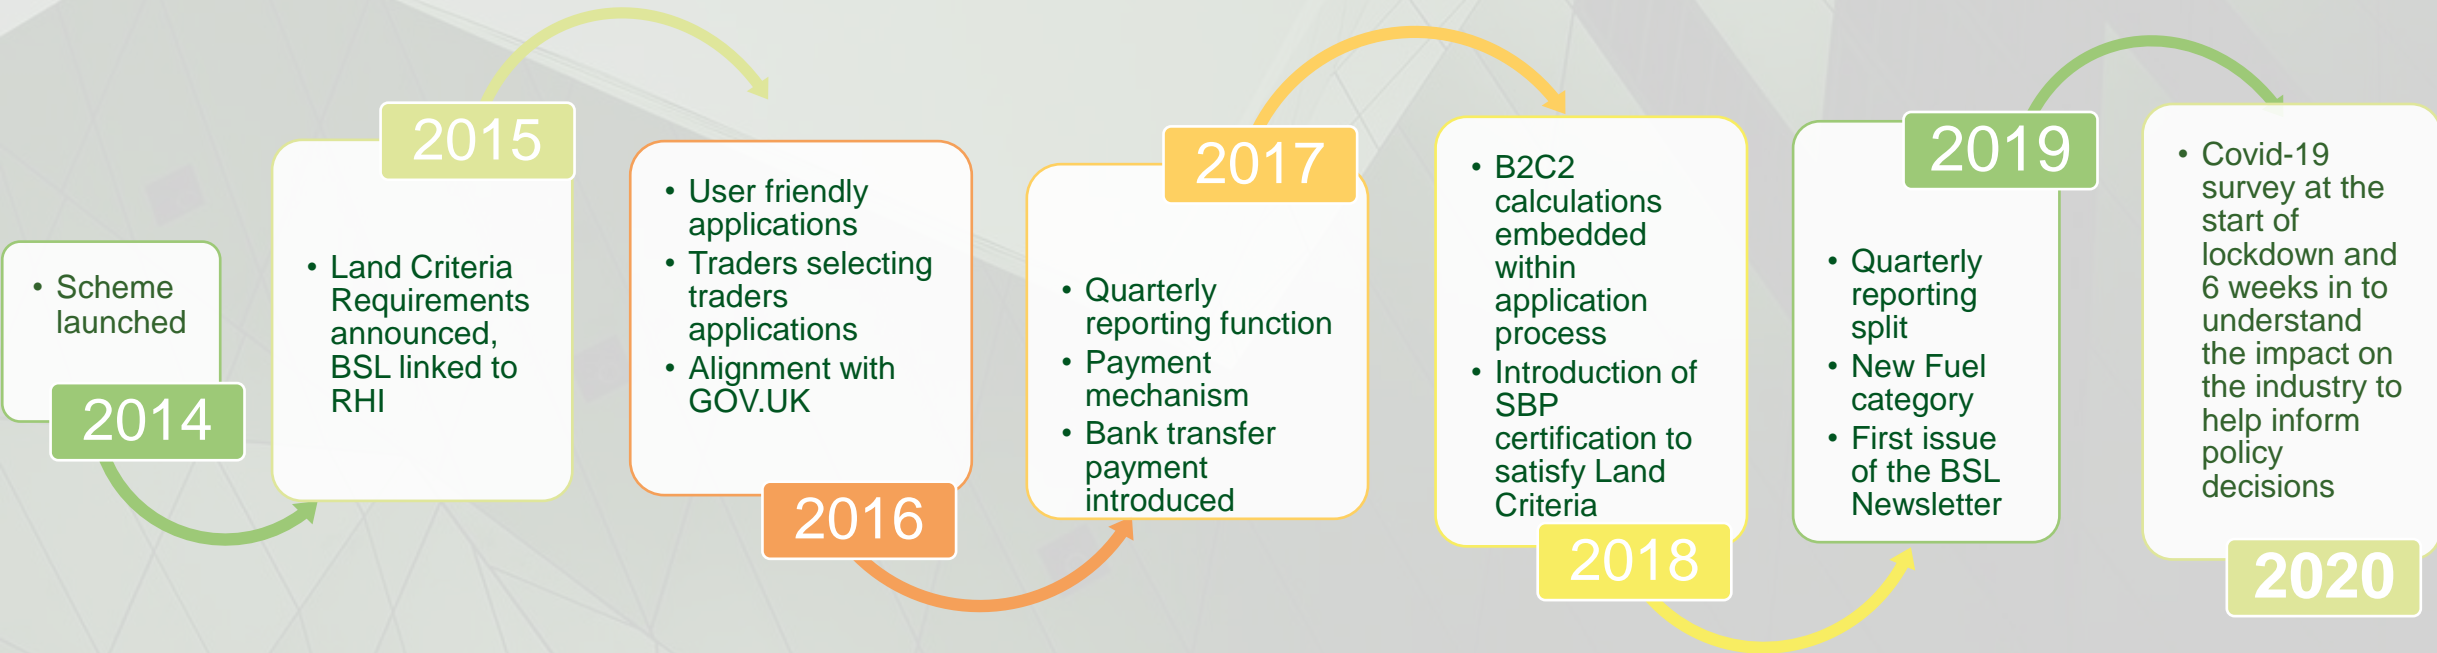 • Scheme
launched
2014
2015
• Land Criteria
Requirements
announced,
BSL linked to
RHI
• User friendly
applications
• Traders selecting
traders
applications
• Alignment with
GOV.UK
2016
2017
• Quarterly
reporting function
• Payment
mechanism
• Bank transfer
payment
introduced
• B2C2
calculations
embedded
within
application
process
• Introduction of
SBP
certification to
satisfy Land
Criteria
2018
2019
• Quarterly
reporting
split
• New Fuel
category
• First issue
of the BSL
Newsletter
• Covid-19
survey at the
start of
lockdown and
6 weeks in to
understand
the impact on
the industry to
help inform
policy
decisions
2020